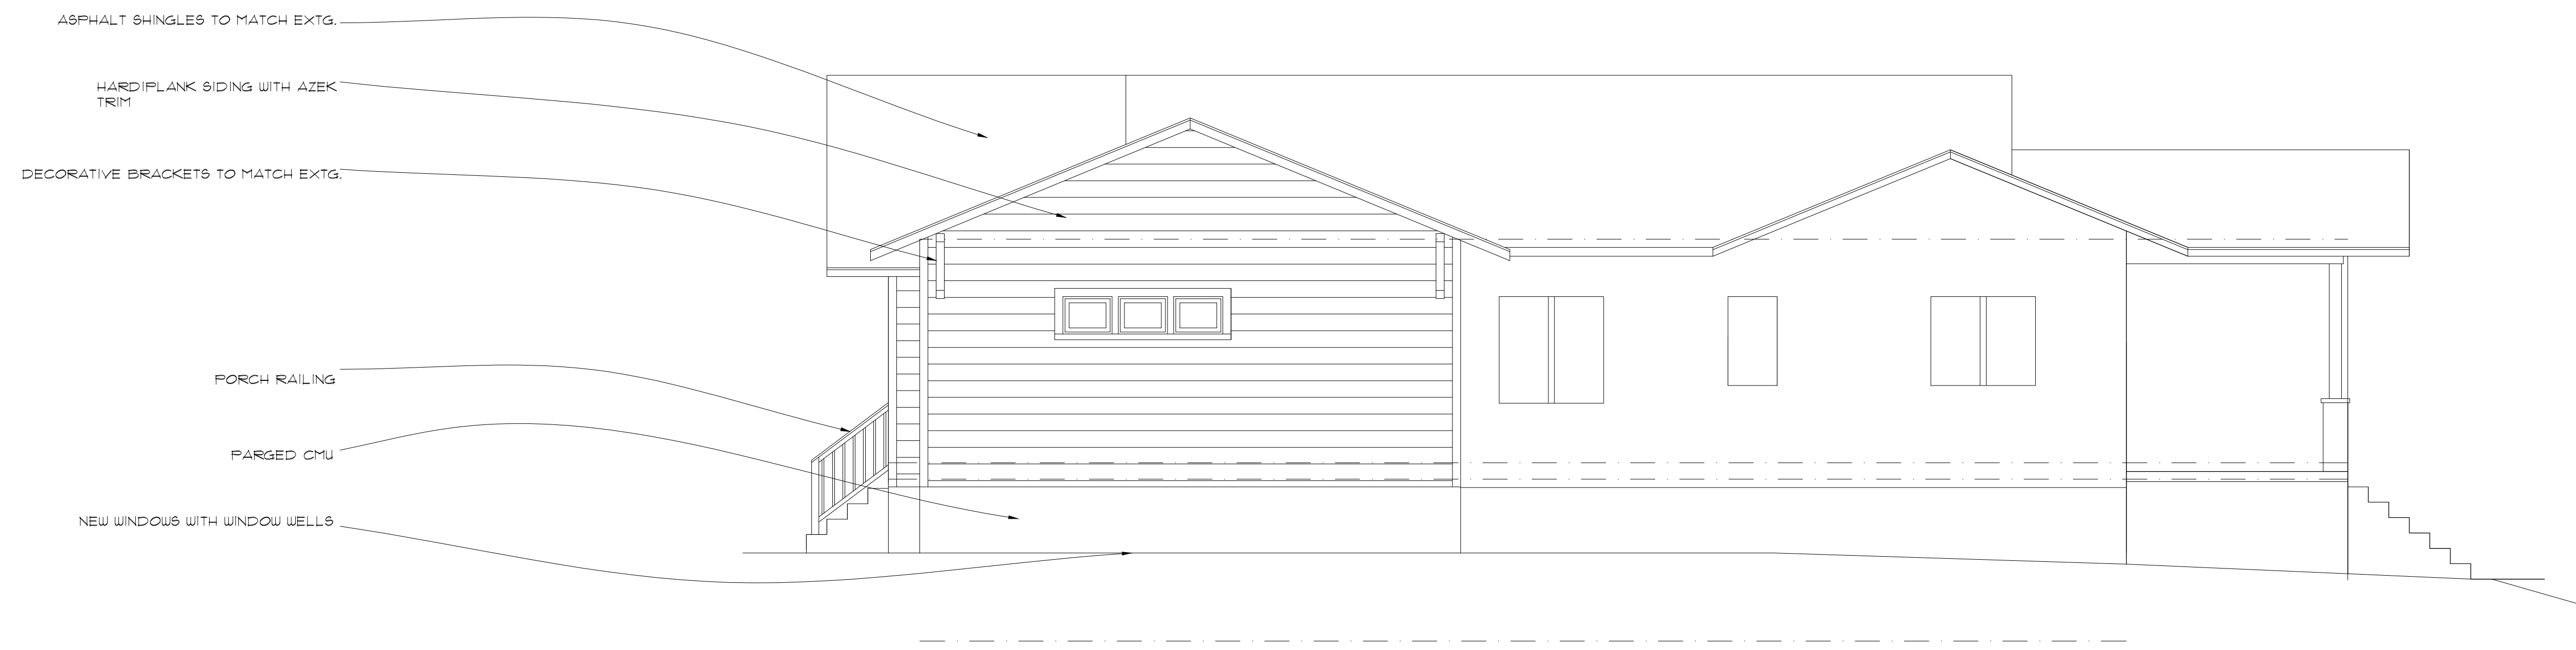 ASPHALT SHINGLES TO MATCH EXTG.
HARDIPLANK SIDING WITH AZEK
TRIM
DECORATIVE BRACKETS TO MATCH EXTG.
PORCH RAILING
PARGED CMU
NEW WINDOWS WITH WINDOW WELLS